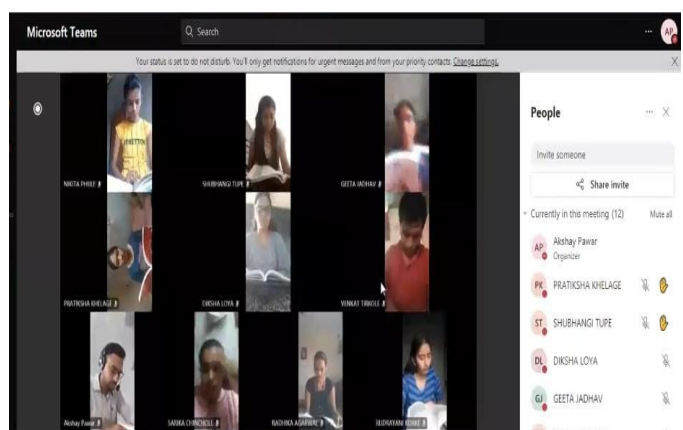 Microsoft Teams
Search
... AP
Your status is set to do not disturb. You'll only get notifications for urgent messages and from your priority contacts. Change settings. X
People ... X
Invite someone
Share invite
Currently in this meeting (12) Mute all
AP Akshay Pawar
Organizer
PK PRATIKSHA KHELAGE
ST SHUBHANGI TUPE
DL DIKSHA LOYA
GJ GEETA JADHAV
NIKITA PHULE
SHUBHANGI TUPE
GEETA JADHAV
PRATIKSHA KHELAGE
DIKSHA LOYA
VENKAT TIRKOLE
Akshay Pawar
SARIKA CHINCHOLE
RADHIKA AGARWAL
RUDRAYANI